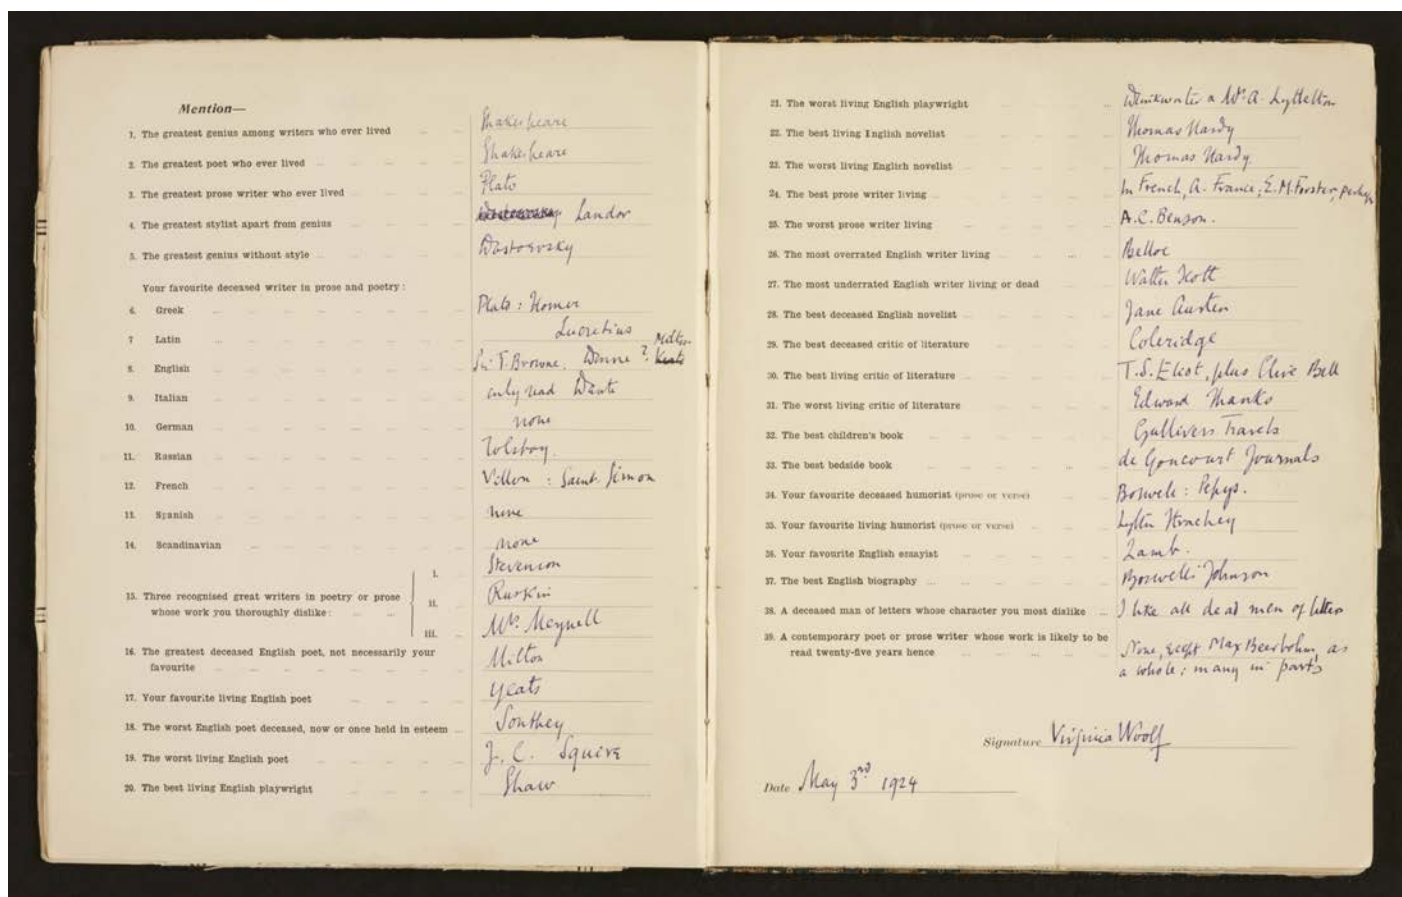 Mention—
1. The greatest genius among writers who ever lived Shakespeare
2. The greatest poet who ever lived Shakespeare
3. The greatest prose writer who ever lived Plato
4. The greatest stylist apart from genius Landor
5. The greatest genius without style Dostoevsky
Your favourite deceased writer in prose and poetry:
6. Greek Plato: Homer
7 Latin Lucretius
8. English Sir T. Browne. Donne? Keats Milton
9. Italian only read Dante
10. German none
11. Russian Tolstoy.
12. French Villon: Saint-Simon
13. Spanish none
14. Scandinavian none
15. Three recognised great writers in poetry or prose whose work you thoroughly dislike:
I. Stevenson
II. Ruskin
III. Mrs. Meynell
16. The greatest deceased English poet, not necessarily your favourite Milton
17. Your favourite living English poet Yeats
18. The worst English poet deceased, now or once held in esteem Southey
19. The worst living English poet J. C. Squire
20. The best living English playwright Shaw
21. The worst living English playwright Drinkwater & Lyttelton
22. The best living English novelist Thomas Hardy
23. The worst living English novelist Thomas Hardy
24. The best prose writer living In French, A. France; E. M. Forster, perhaps
25. The worst prose writer living A.C. Benson.
26. The most overrated English writer living Belloc
27. The most underrated English writer living or dead Walter Scott
28. The best deceased English novelist Jane Austen
29. The best deceased critic of literature Coleridge
30. The best living critic of literature T.S. Eliot, plus Clive Bell
31. The worst living critic of literature Edward Shanks
32. The best children's book Gullivers Travels
33. The best bedside book de Goncourt Journals
34. Your favourite deceased humorist (prose or verse) Boswell: Pepys.
35. Your favourite living humorist (prose or verse) Lytton Strachey
36. Your favourite English essayist Lamb.
37. The best English biography Boswell's Johnson
38. A deceased man of letters whose character you most dislike I like all dead men of letters
39. A contemporary poet or prose writer whose work is likely to be read twenty-five years hence None, except Max Beerbohm, as
a whole; many in parts
Signature Virginia Woolf
Date May 3rd 1924